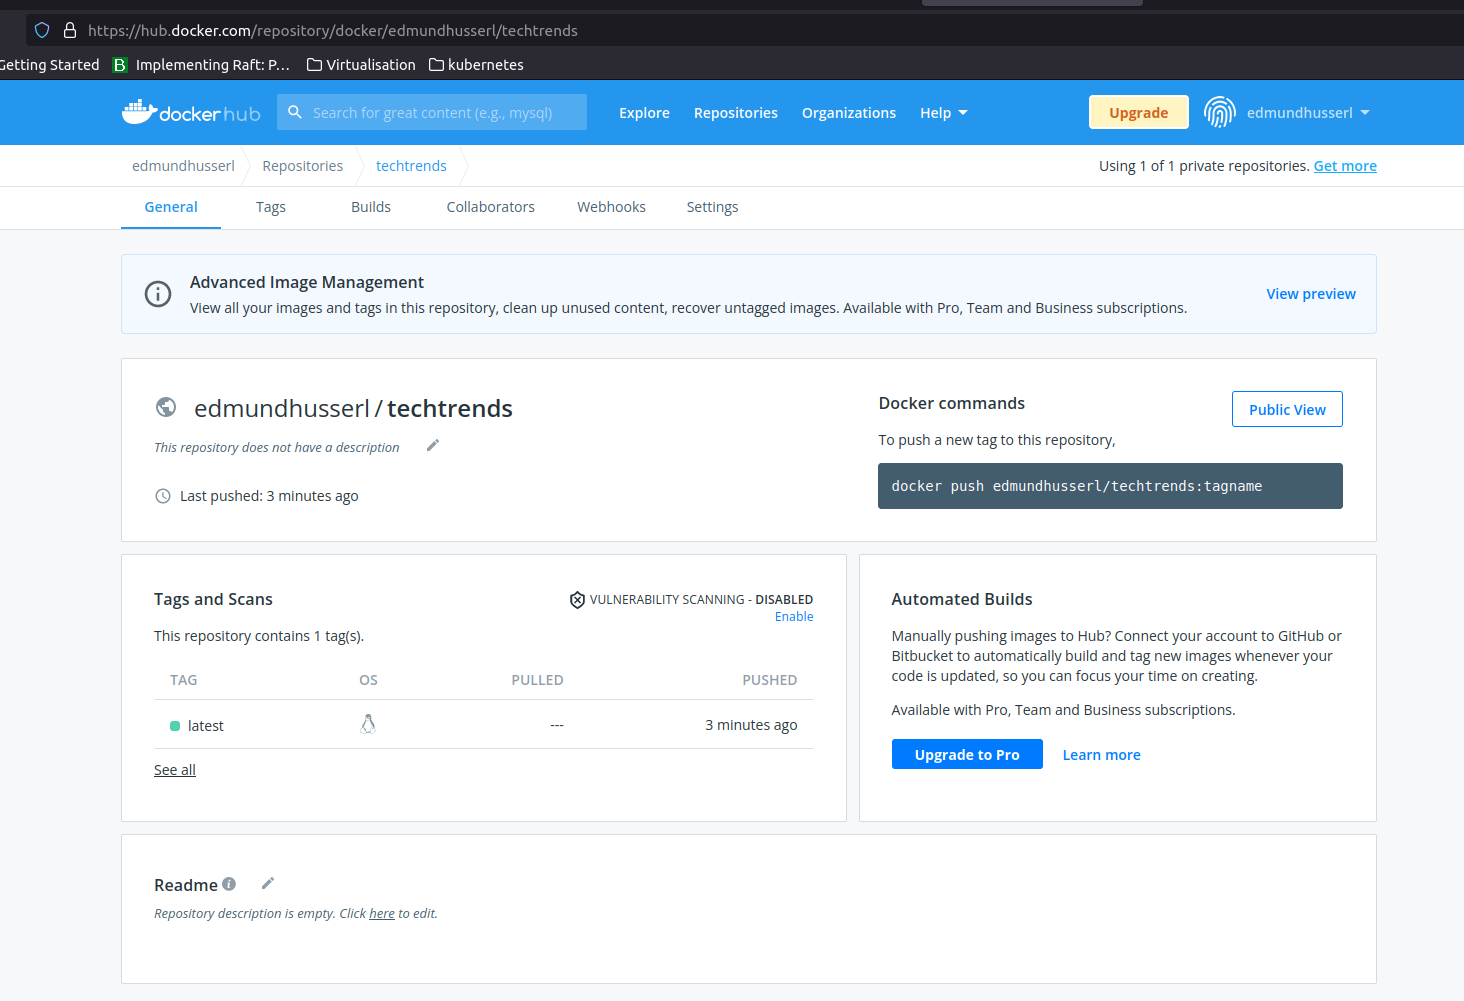 https://hub.docker.com/repository/docker/edmundhusserl/techtrends
Getting Started B Implementing Raft: P… Virtualisation kubernetes
docker hub Search for great content (e.g., mysql) Explore Repositories Organizations Help Upgrade edmundhusserl
edmundhusserl Repositories techtrends Using 1 of 1 private repositories. Get more
General Tags Builds Collaborators Webhooks Settings
Advanced Image Management
View all your images and tags in this repository, clean up unused content, recover untagged images. Available with Pro, Team and Business subscriptions.
View preview
edmundhusserl / techtrends
This repository does not have a description
Last pushed: 3 minutes ago
Docker commands
Public View
To push a new tag to this repository,
docker push edmundhusserl/techtrends:tagname
Tags and Scans
VULNERABILITY SCANNING - DISABLED
Enable
This repository contains 1 tag(s).
TAG OS PULLED PUSHED
latest --- 3 minutes ago
See all
Automated Builds
Manually pushing images to Hub? Connect your account to GitHub or
Bitbucket to automatically build and tag new images whenever your
code is updated, so you can focus your time on creating.
Available with Pro, Team and Business subscriptions.
Upgrade to Pro Learn more
Readme
Repository description is empty. Click here to edit.